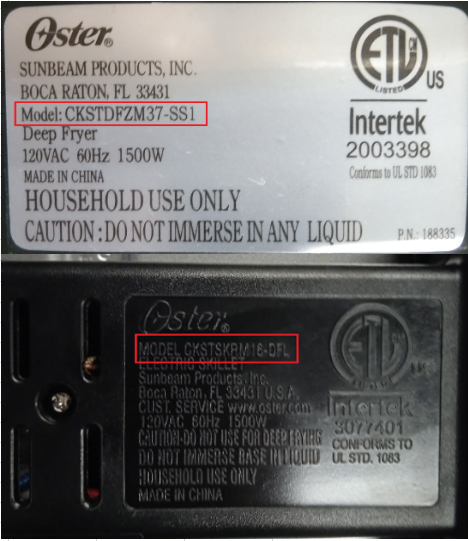 Oster®
SUNBEAM PRODUCTS, INC.
BOCA RATON, FL 33431
Model: CKSTDFZM37-SS1
Deep Fryer
120VAC 60Hz 1500W
MADE IN CHINA
HOUSEHOLD USE ONLY
CAUTION : DO NOT IMMERSE IN ANY LIQUID
ETL CM
LISTED
US
Intertek
2003398
Conforms to UL STD 1083
P.N.: 188335
Oster®
MODEL CKSTSKRM16-DFL
ELECTRIC SKILLET
Sunbeam Products, Inc.
Boca Raton, FL 33431 U.S.A.
CUST. SERVICE www.oster.com
120VAC 60Hz 1500W
CAUTION-DO NOT USE FOR DEEP FRYING
DO NOT IMMERSE BASE IN LIQUID
HOUSEHOLD USE ONLY
MADE IN CHINA
ETL
Intertek
3077401
CONFORMS TO
UL STD. 1083